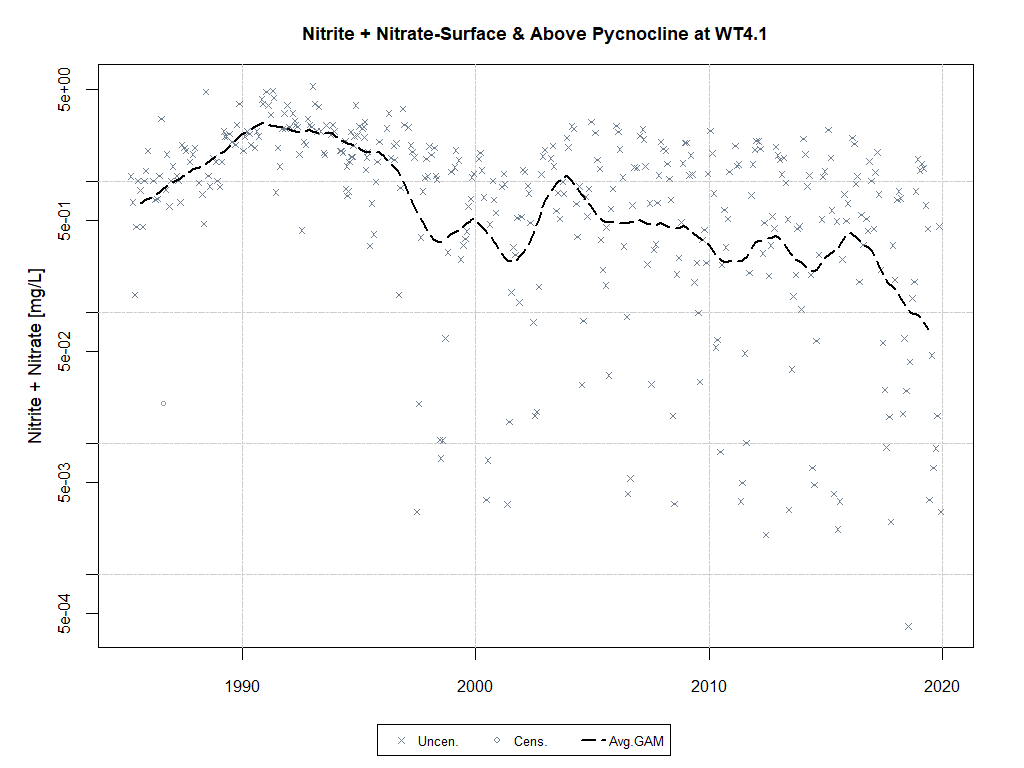 Nitrite + Nitrate-Surface & Above Pycnocline at WT4.1
Nitrite + Nitrate [mg/L]
5e+00
5e-01
5e-02
5e-03
5e-04
1990 2000 2010 2020
Uncen. Cens. Avg.GAM